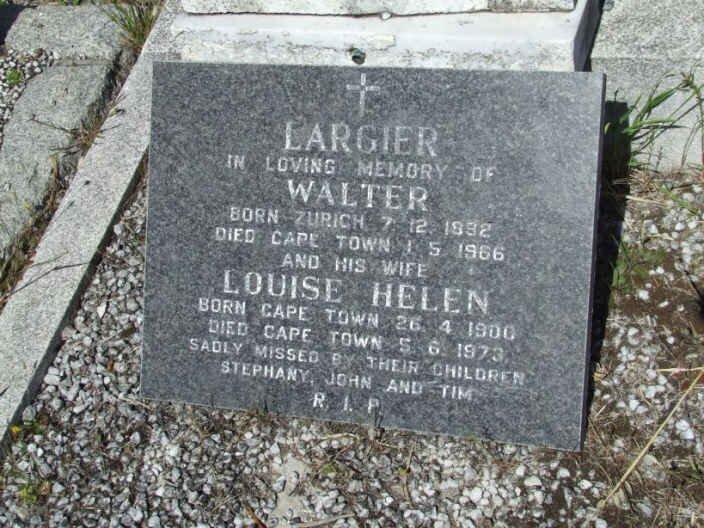 LARGIER
IN LOVING MEMORY OF
WALTER
BORN ZURICH 7. 12. 1892
DIED CAPE TOWN 1. 5. 1966
AND HIS WIFE
LOUISE HELEN
BORN CAPE TOWN 26. 4. 1900
DIED CAPE TOWN 5. 6. 1973
SADLY MISSED BY THEIR CHILDREN
STEPHANY, JOHN AND TIM
R. I. P.